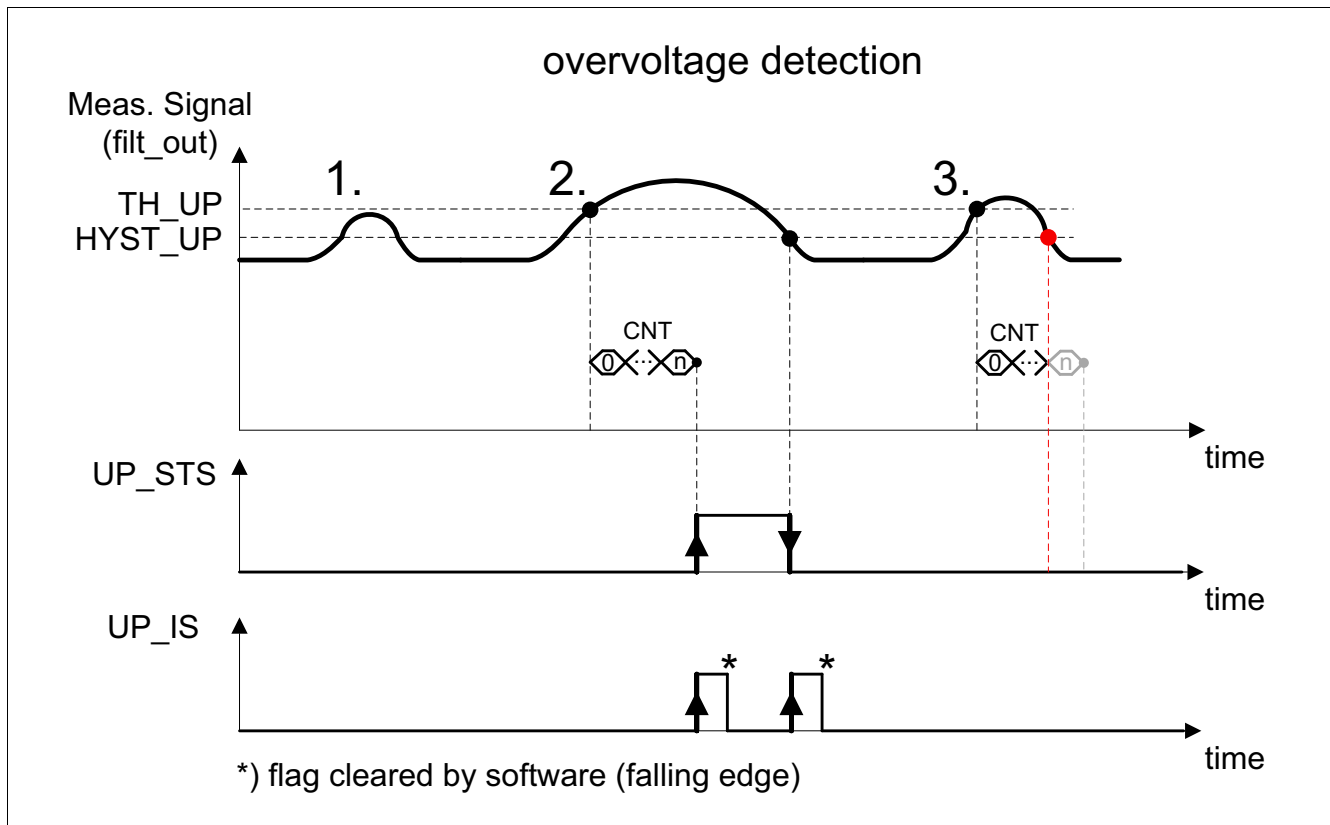 overvoltage detection
Meas. Signal
(filt_out)
1.
2.
3.
TH_UP
HYST_UP
CNT
0 ... n
CNT
0 ... n
time
UP_STS
time
UP_IS
* *
time
*) flag cleared by software (falling edge)